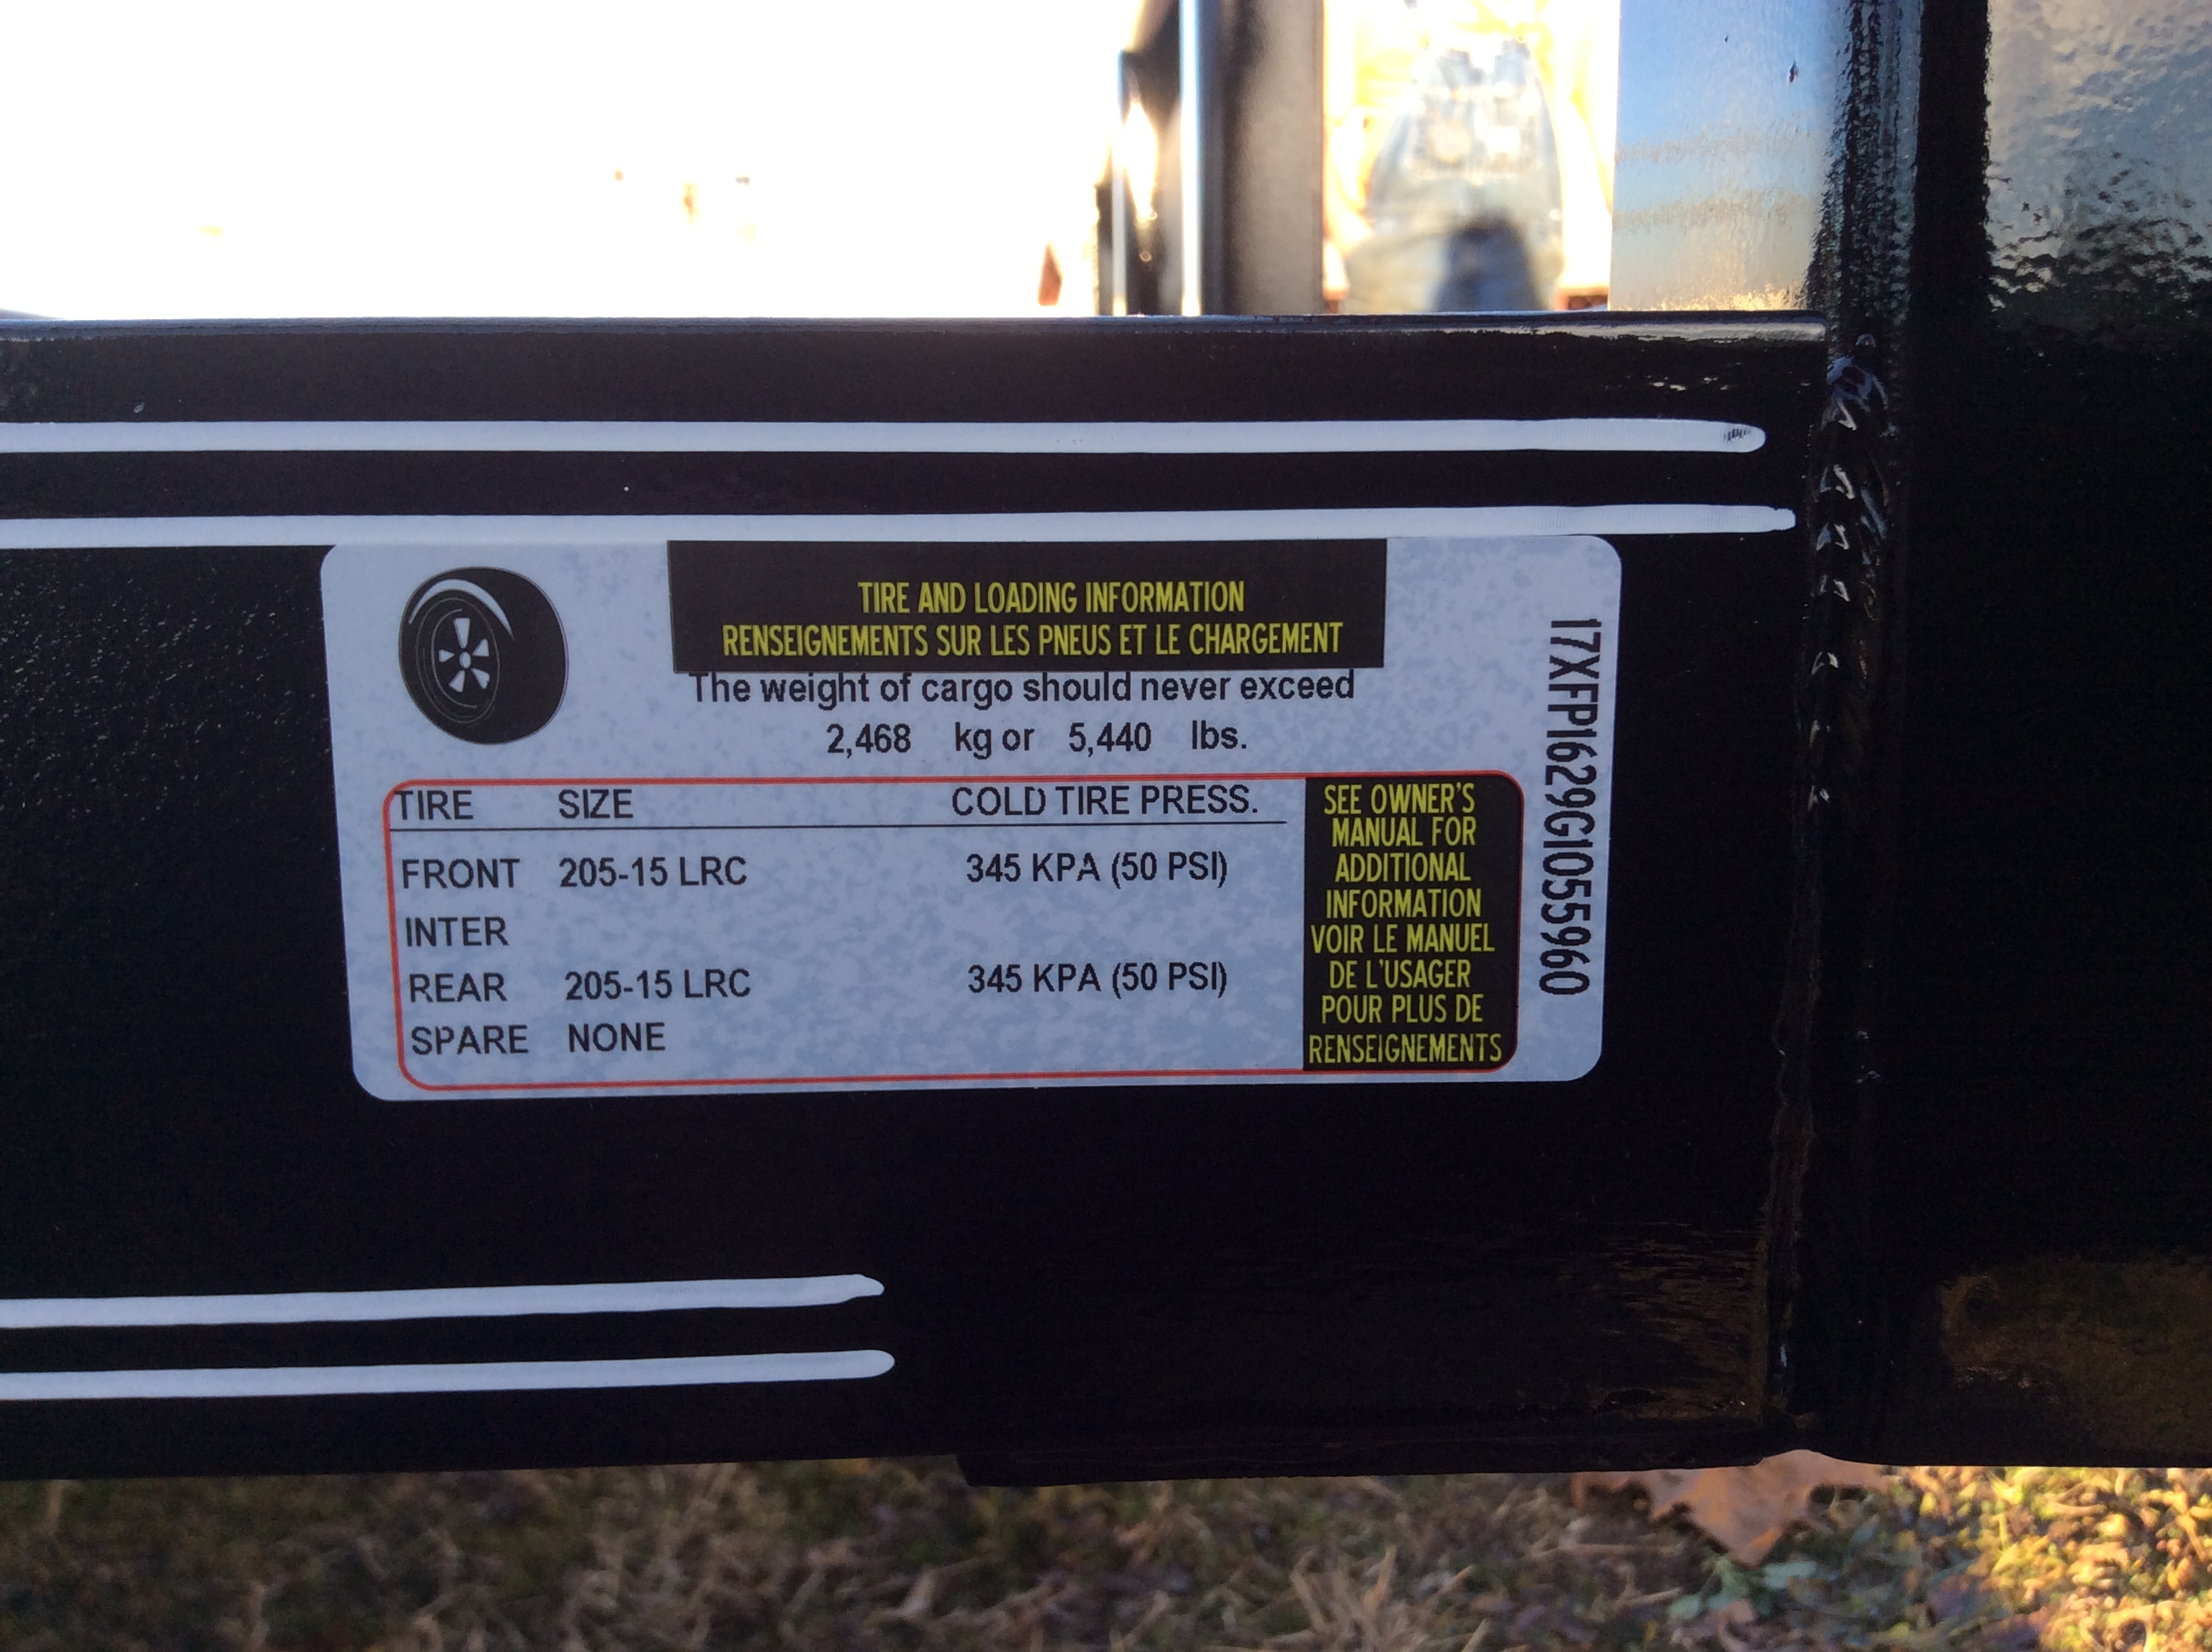 TIRE AND LOADING INFORMATION
RENSEIGNEMENTS SUR LES PNEUS ET LE CHARGEMENT
The weight of cargo should never exceed
2,468 kg or 5,440 lbs.
TIRE SIZE COLD TIRE PRESS.
FRONT 205-15 LRC 345 KPA (50 PSI)
INTER
REAR 205-15 LRC 345 KPA (50 PSI)
SPARE NONE
SEE OWNER'S
MANUAL FOR
ADDITIONAL
INFORMATION
VOIR LE MANUEL
DE L'USAGER
POUR PLUS DE
RENSEIGNEMENTS
17XFP1629G1055960